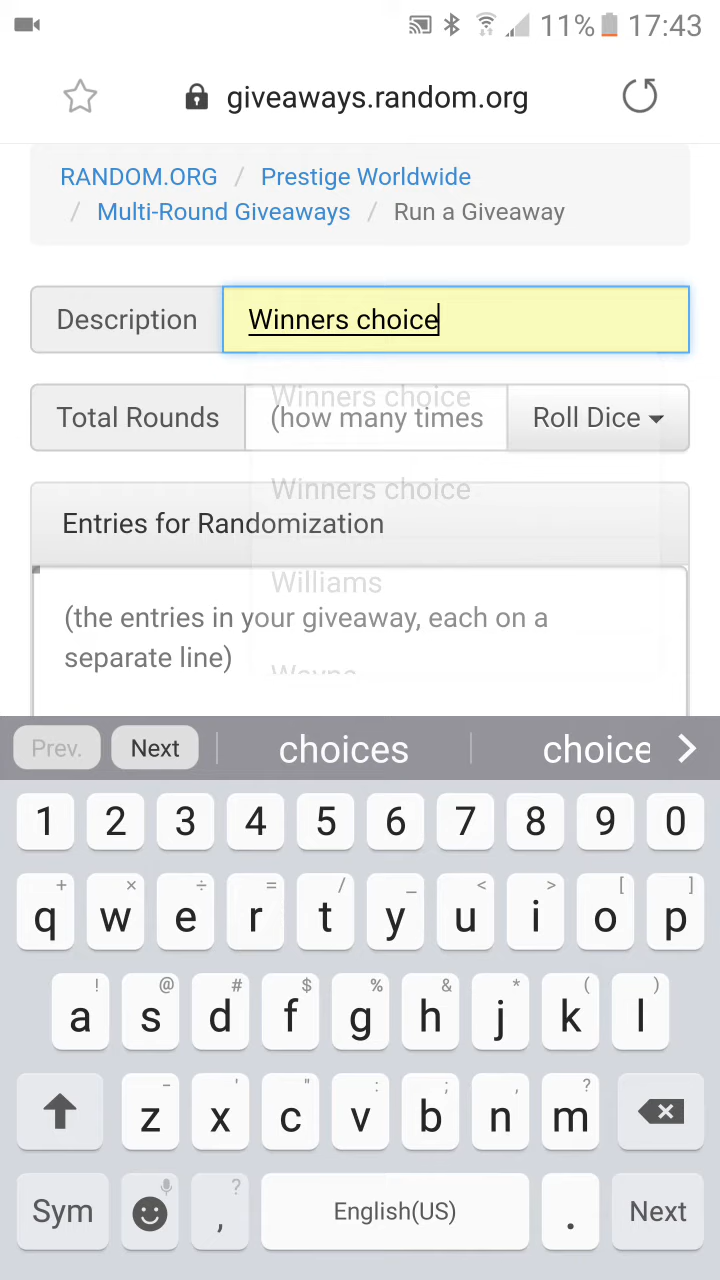 11% 17:43
giveaways.random.org
RANDOM.ORG / Prestige Worldwide
/ Multi-Round Giveaways / Run a Giveaway
Description Winners choice
Winners choice
Total Rounds (how many times Roll Dice
Winners choice
Entries for Randomization
Williams
(the entries in your giveaway, each on a
separate line)
Wayne
Prev. Next choices choice
1 2 3 4 5 6 7 8 9 0
+ × ÷ = / _ < > [ ]
q w e r t y u i o p
! @ # $ % & * ( )
a s d f g h j k l
- ' " : ; , ?
z x c v b n m
Sym , ? English(US) . Next